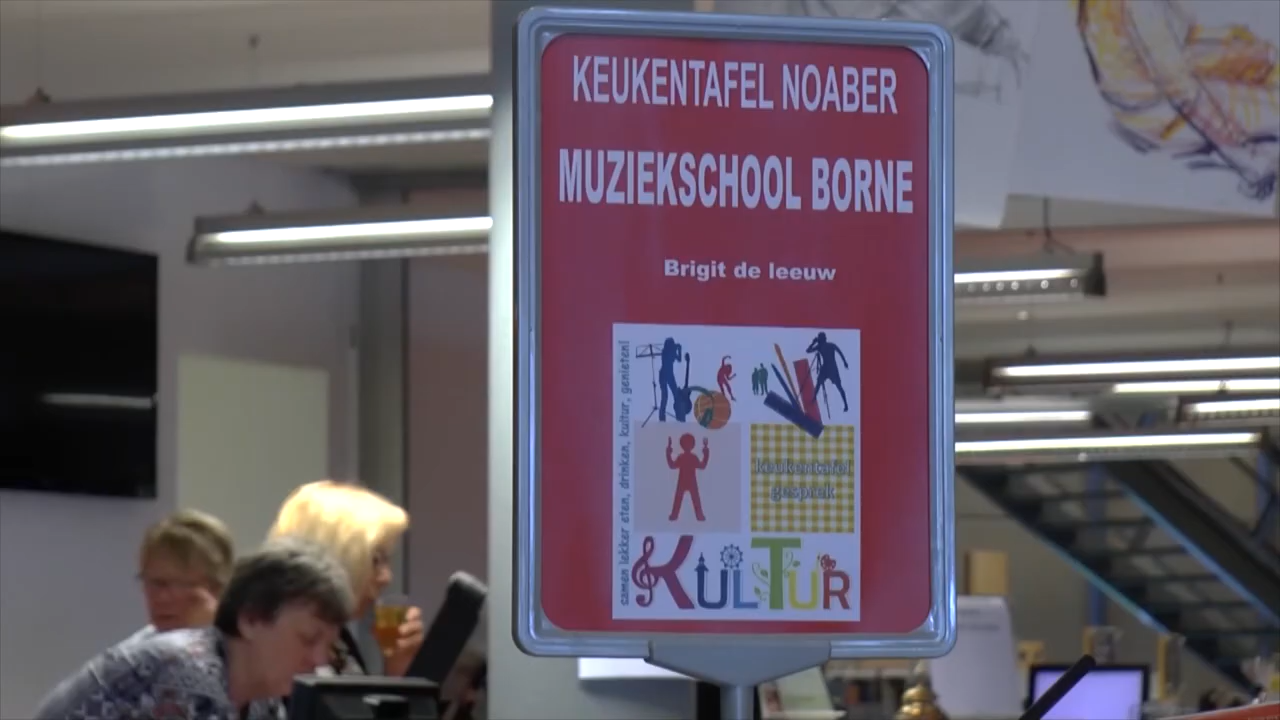 KEUKENTAFEL NOABER
MUZIEKSCHOOL BORNE
Brigit de leeuw
samen lekker eten, drinken, kultur, genieten!
keukentafel
gesprek
KULTUR